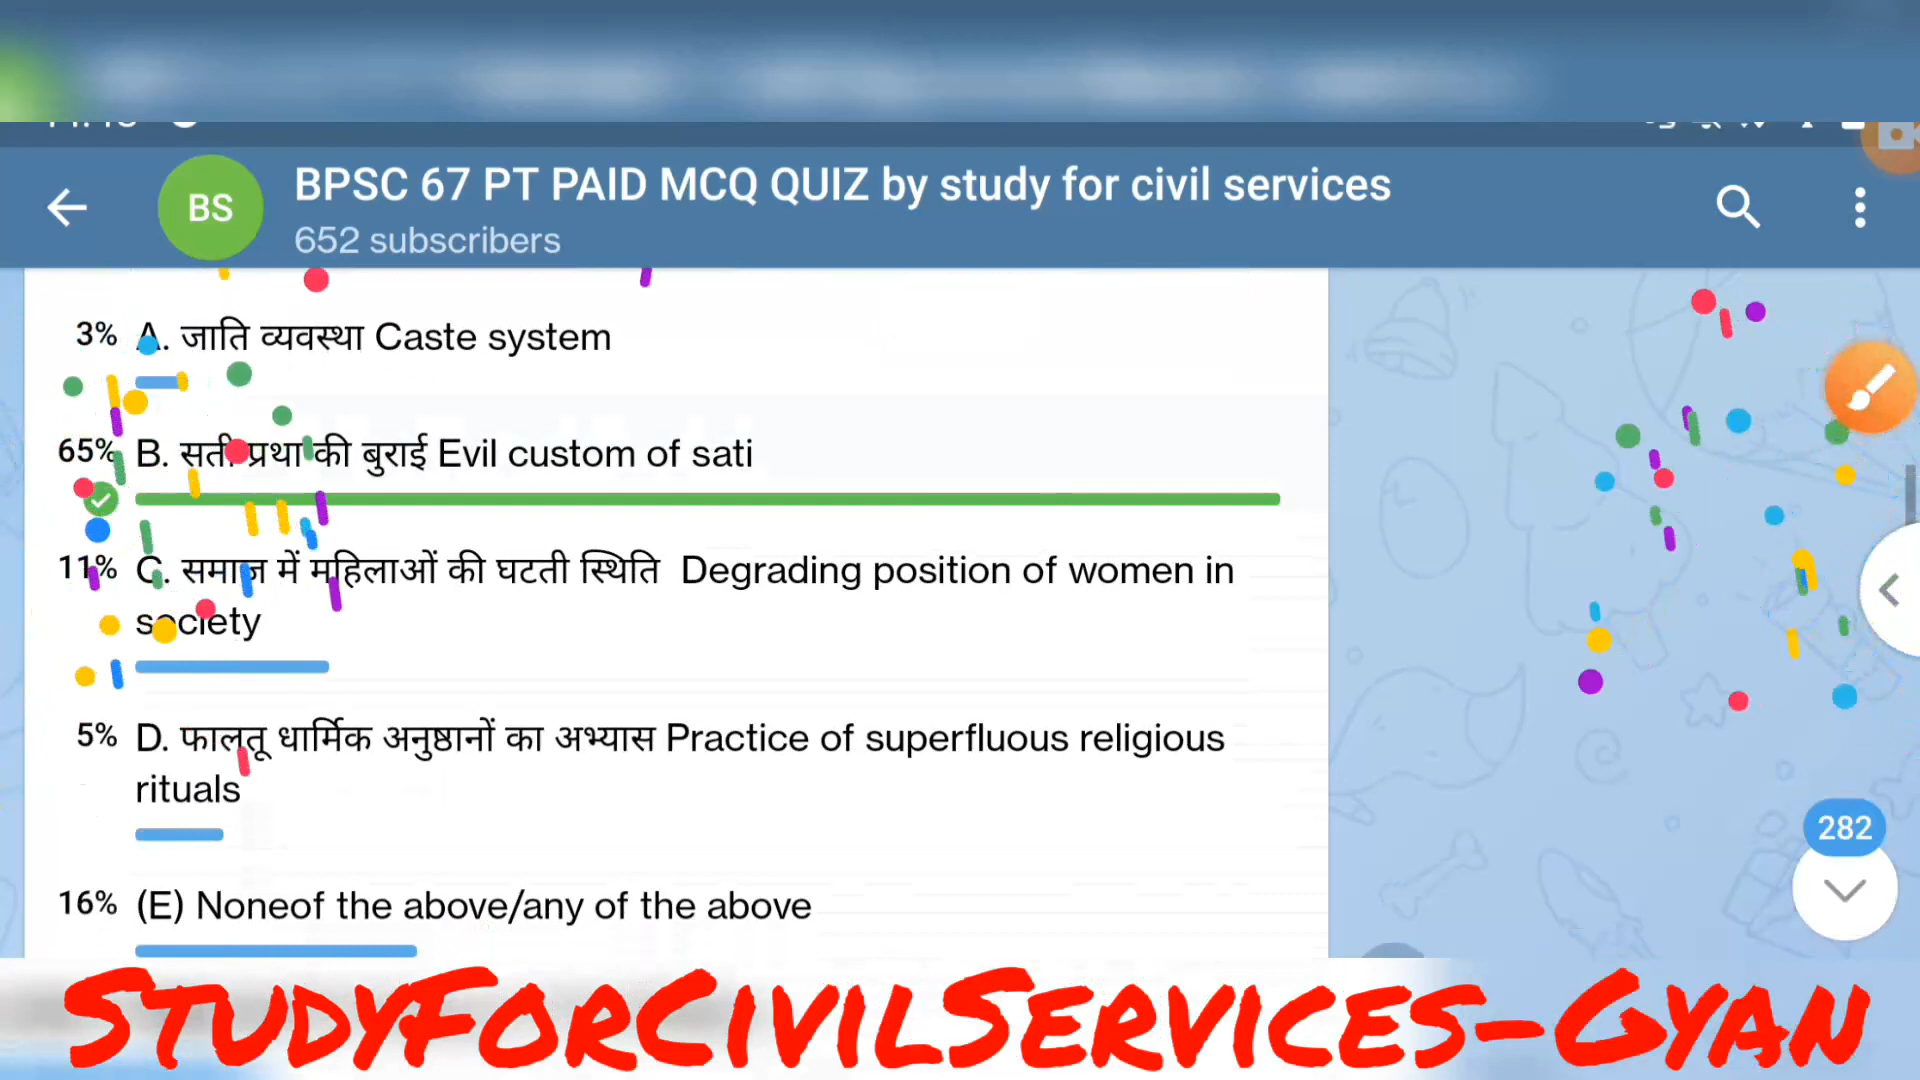 BS
BPSC 67 PT PAID MCQ QUIZ by study for civil services
652 subscribers
3% A. जाति व्यवस्था Caste system
65% B. सती प्रथा की बुराई Evil custom of sati
11% C. समाज में महिलाओं की घटती स्थिति Degrading position of women in
society
5% D. फालतू धार्मिक अनुष्ठानों का अभ्यास Practice of superfluous religious
rituals
282
16% (E) Noneof the above/any of the above
STUDYFORCIVILSERVICES-GYAN